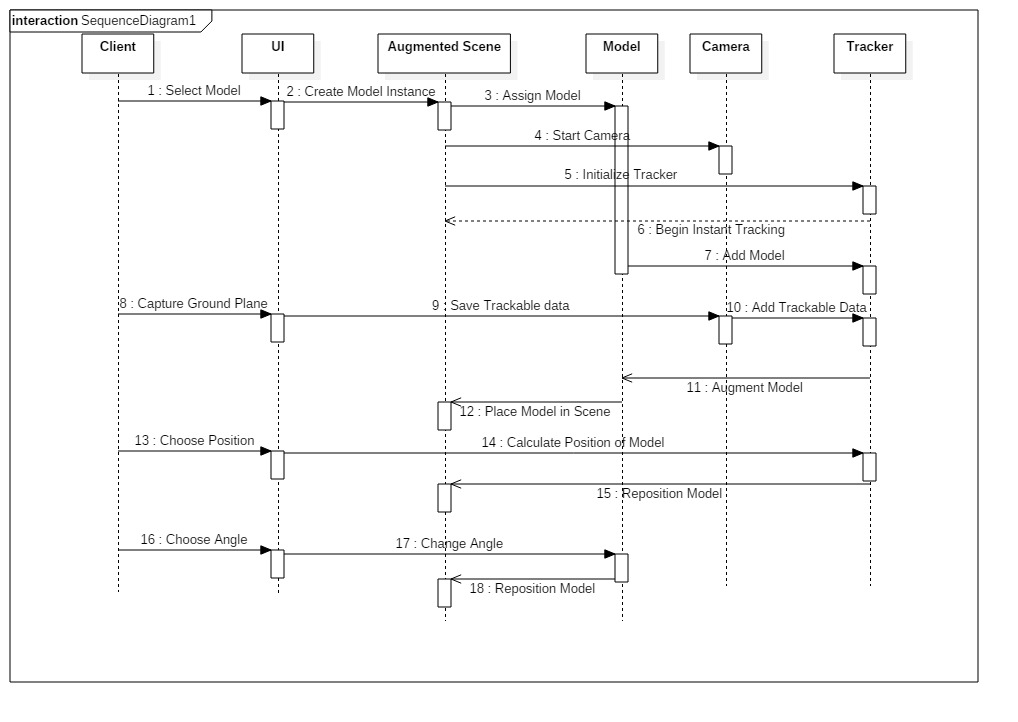 interaction SequenceDiagram1
Client
UI
Augmented Scene
Model
Camera
Tracker
1 : Select Model
2 : Create Model Instance
3 : Assign Model
4 : Start Camera
5 : Initialize Tracker
6 : Begin Instant Tracking
7 : Add Model
8 : Capture Ground Plane
9 : Save Trackable data
10 : Add Trackable Data
11 : Augment Model
12 : Place Model in Scene
13 : Choose Position
14 : Calculate Position of Model
15 : Reposition Model
16 : Choose Angle
17 : Change Angle
18 : Reposition Model